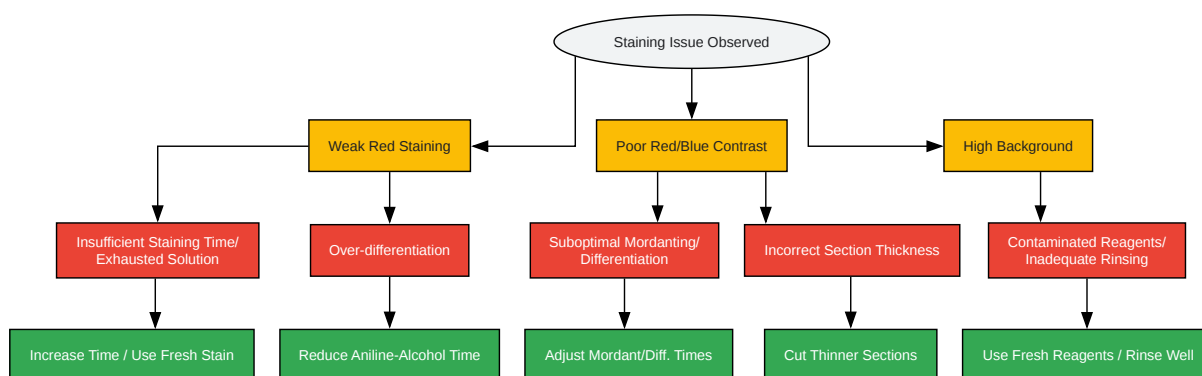 Staining Issue Observed
Weak Red Staining
Poor Red/Blue Contrast
High Background
Insufficient Staining Time/
Exhausted Solution
Over-differentiation
Suboptimal Mordanting/
Differentiation
Incorrect Section Thickness
Contaminated Reagents/
Inadequate Rinsing
Increase Time / Use Fresh Stain
Reduce Aniline-Alcohol Time
Adjust Mordant/Diff. Times
Cut Thinner Sections
Use Fresh Reagents / Rinse Well